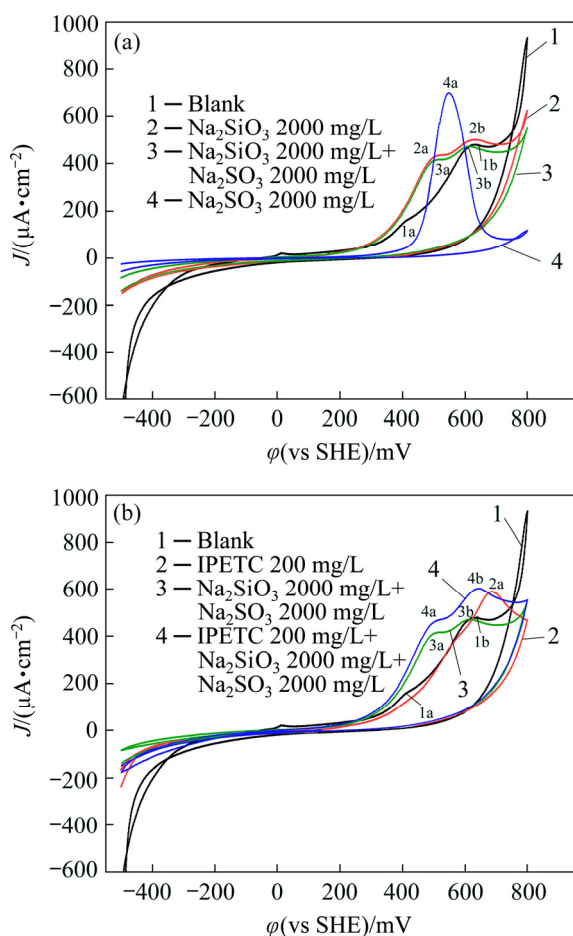 (a)
1000
800
600
400
200
0
−200
−400
−600
J/(μA•cm⁻²)
1 — Blank
2 — Na₂SiO₃ 2000 mg/L
3 — Na₂SiO₃ 2000 mg/L+
Na₂SO₃ 2000 mg/L
4 — Na₂SO₃ 2000 mg/L
4a
2a
2b
3a
1b
3b
1a
1
2
3
4
−400 −200 0 200 400 600 800
φ(vs SHE)/mV
(b)
1000
800
600
400
200
0
−200
−400
−600
J/(μA•cm⁻²)
1 — Blank
2 — IPETC 200 mg/L
3 — Na₂SiO₃ 2000 mg/L+
Na₂SO₃ 2000 mg/L
4 — IPETC 200 mg/L+
Na₂SiO₃ 2000 mg/L+
Na₂SO₃ 2000 mg/L
1
4
4b
2a
4a
3b
3a
1b
3
1a
2
−400 −200 0 200 400 600 800
φ(vs SHE)/mV